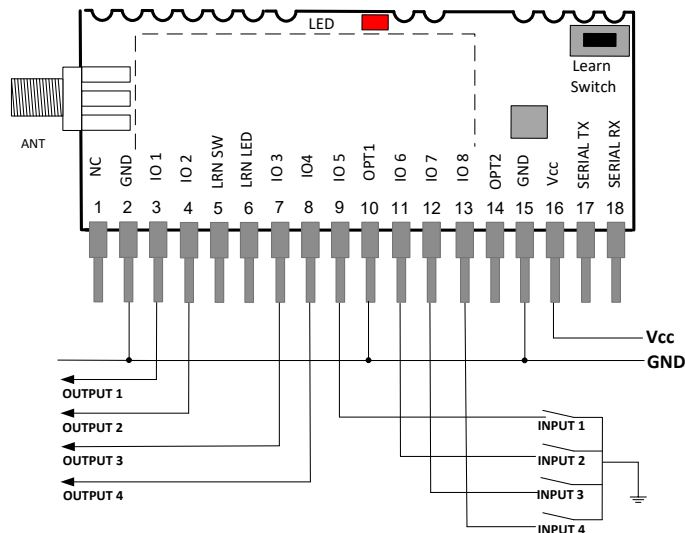 LED
Learn
Switch
ANT
NC
GND
IO 1
IO 2
LRN SW
LRN LED
IO 3
IO4
IO 5
OPT1
IO 6
IO 7
IO 8
OPT2
GND
Vcc
SERIAL TX
SERIAL RX
1 2 3 4 5 6 7 8 9 10 11 12 13 14 15 16 17 18
Vcc
GND
OUTPUT 1
OUTPUT 2
OUTPUT 3
OUTPUT 4
INPUT 1
INPUT 2
INPUT 3
INPUT 4